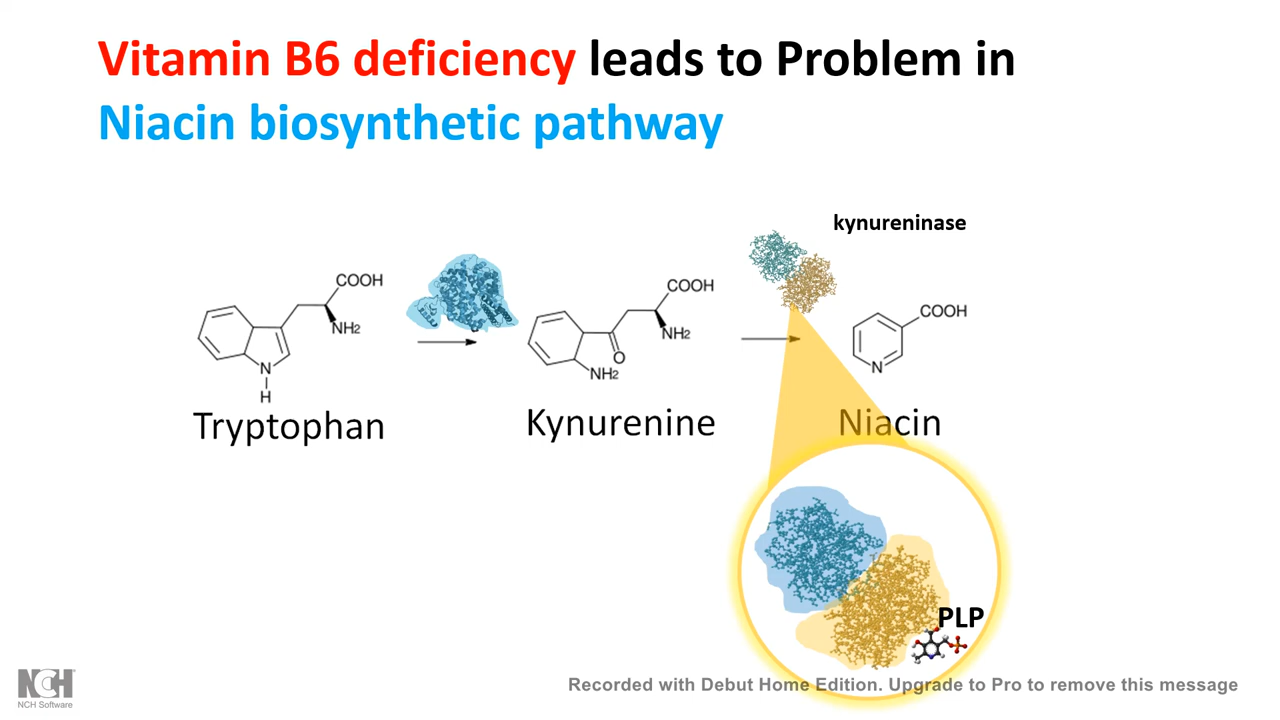 Vitamin B6 deficiency leads to Problem in
Niacin biosynthetic pathway
kynureninase
COOH
NH2
N
H
Tryptophan
COOH
NH2
O
NH2
Kynurenine
COOH
N
Niacin
PLP
NCH
NCH Software
Recorded with Debut Home Edition. Upgrade to Pro to remove this message